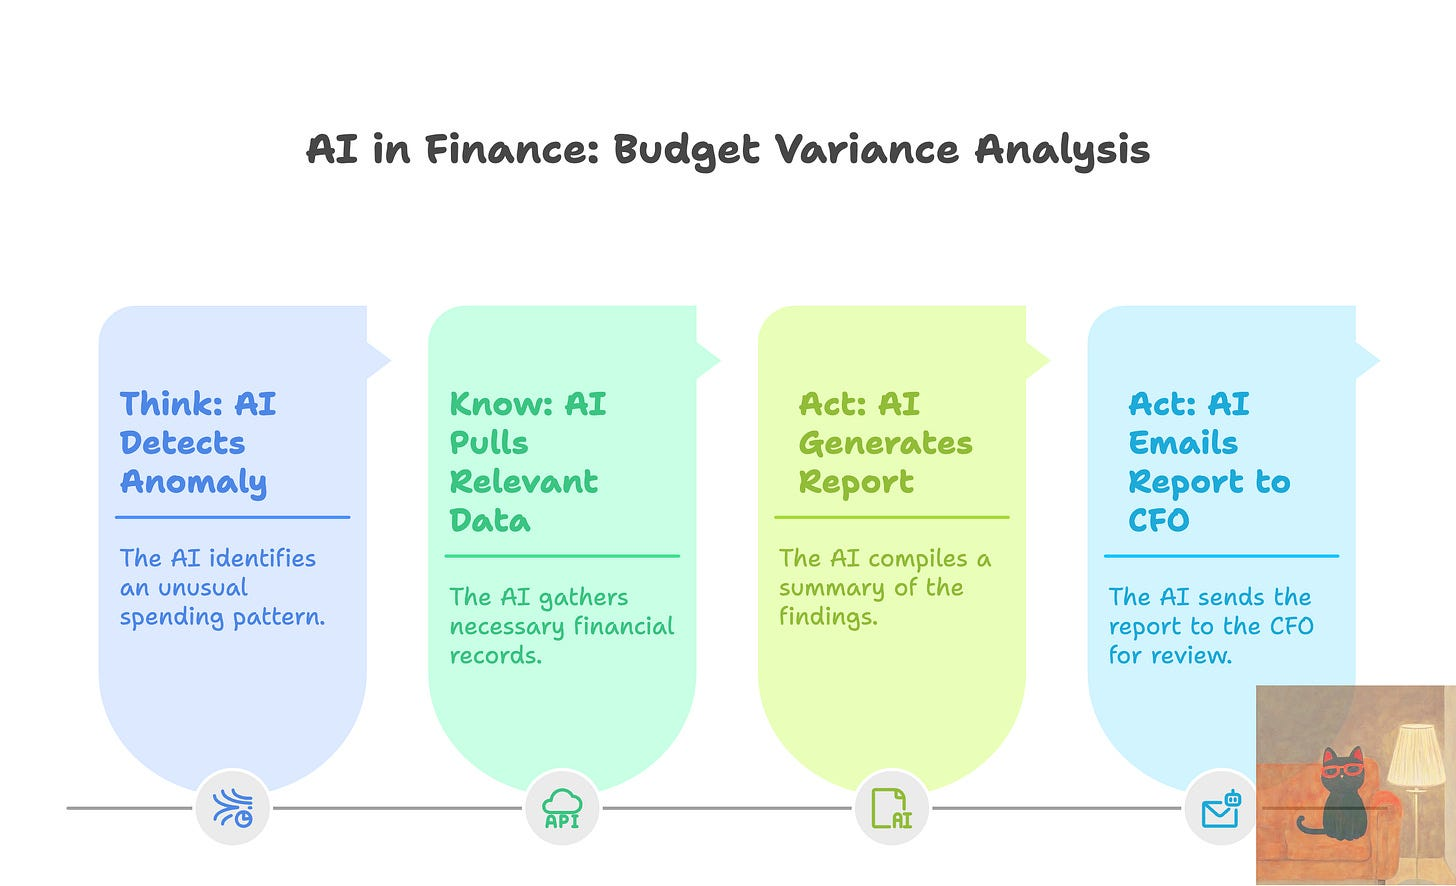 AI in Finance: Budget Variance Analysis
Think: AI
Detects
Anomaly
The AI identifies
an unusual
spending pattern.
Know: AI
Pulls
Relevant
Data
The AI gathers
necessary financial
records.
Act: AI
Generates
Report
The AI compiles a
summary of the
findings.
Act: AI
Emails
Report to
CFO
The AI sends the
report to the CFO
for review.
API
AI